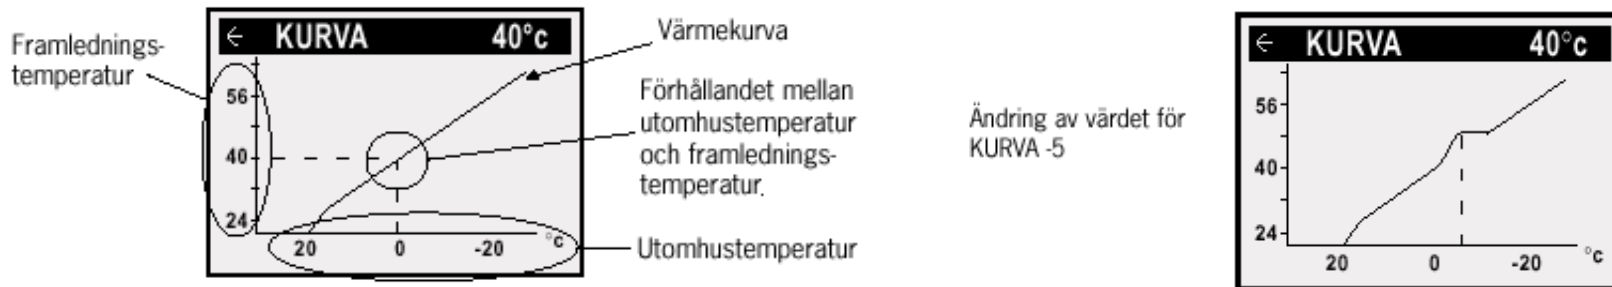 Framlednings-
temperatur
← KURVA 40°c
56
40
24
20 0 -20 °c
Värmekurva
Förhållandet mellan
utomhustemperatur
och framlednings-
temperatur.
Utomhustemperatur
Ändring av värdet för
KURVA -5
← KURVA 40°c
56
40
24
20 0 -20 °c